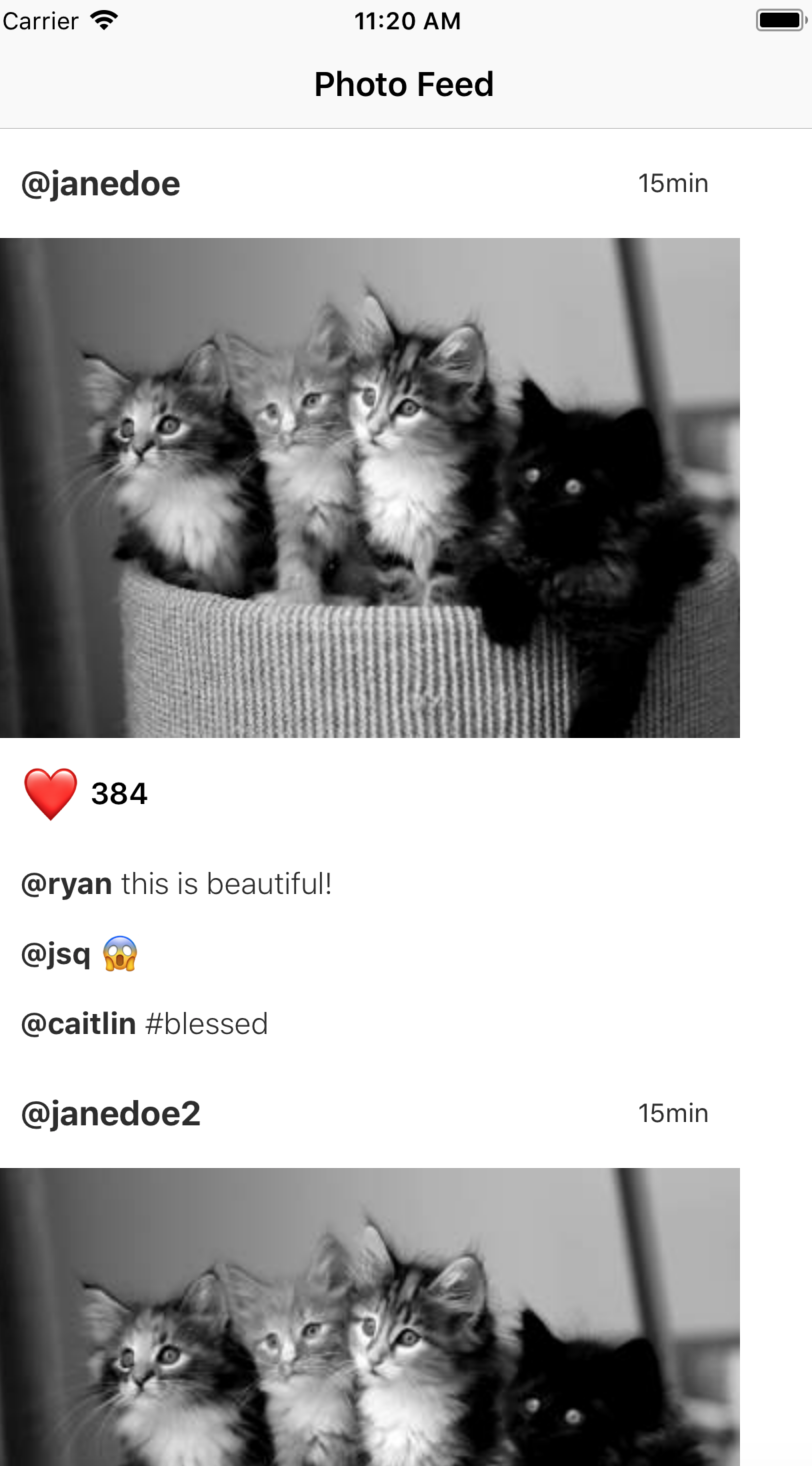 Carrier 11:20 AM
Photo Feed
@janedoe 15min
❤️ 384
@ryan this is beautiful!
@jsq 😱
@caitlin #blessed
@janedoe2 15min